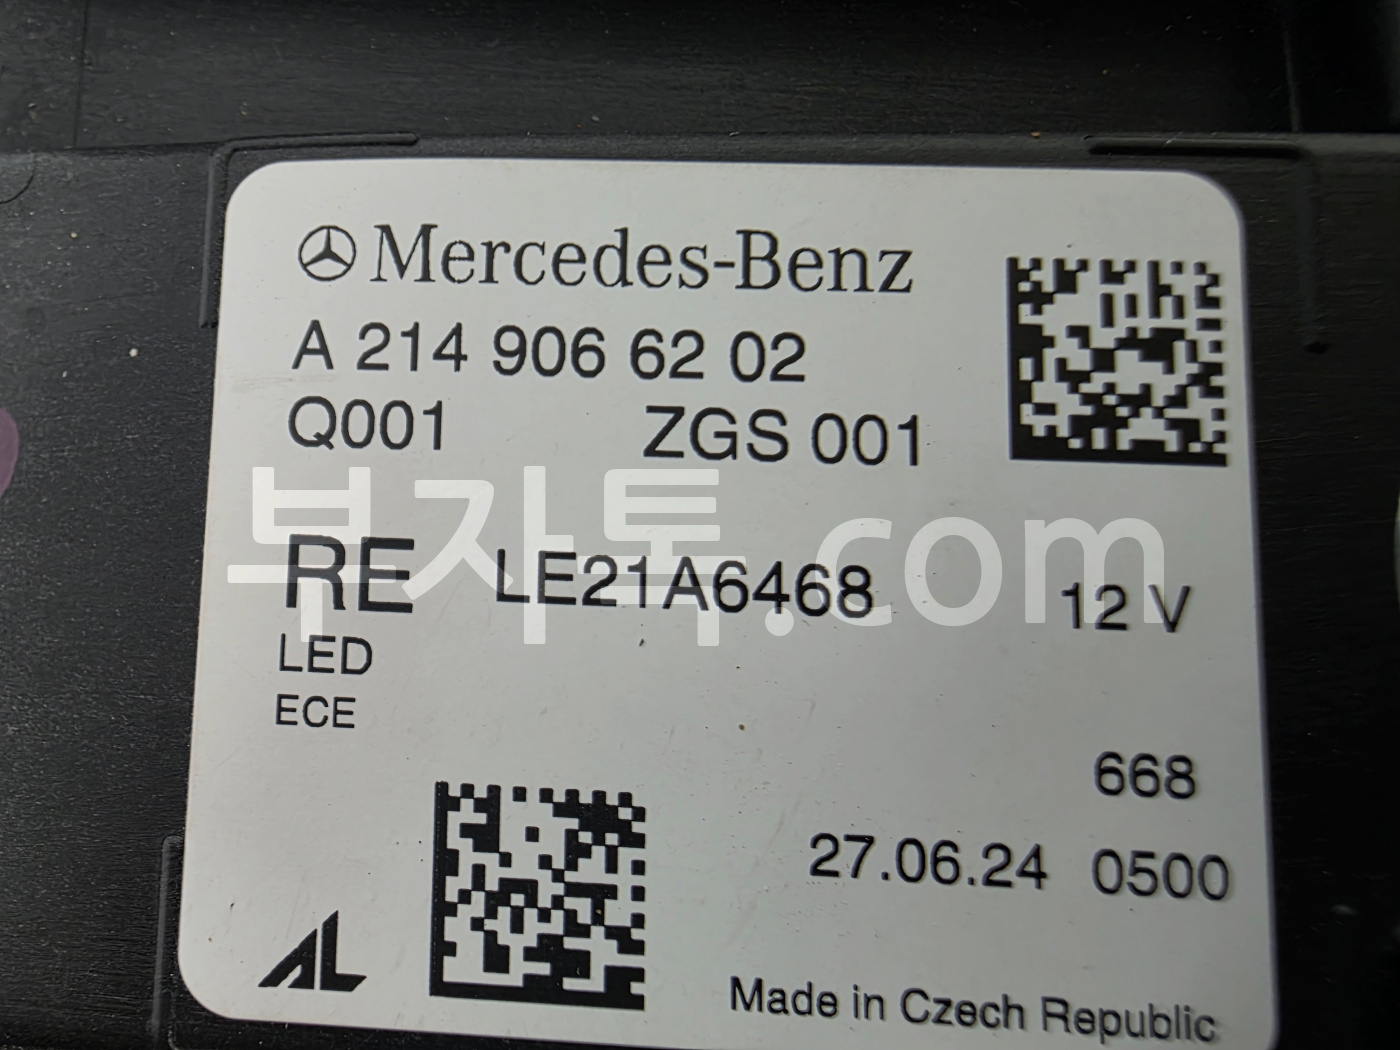 Mercedes-Benz
A 214 906 62 02
Q001 ZGS 001
부자톡.com
RE LE21A6468 12 V
LED
ECE
668
27.06.24 0500
AL
Made in Czech Republic